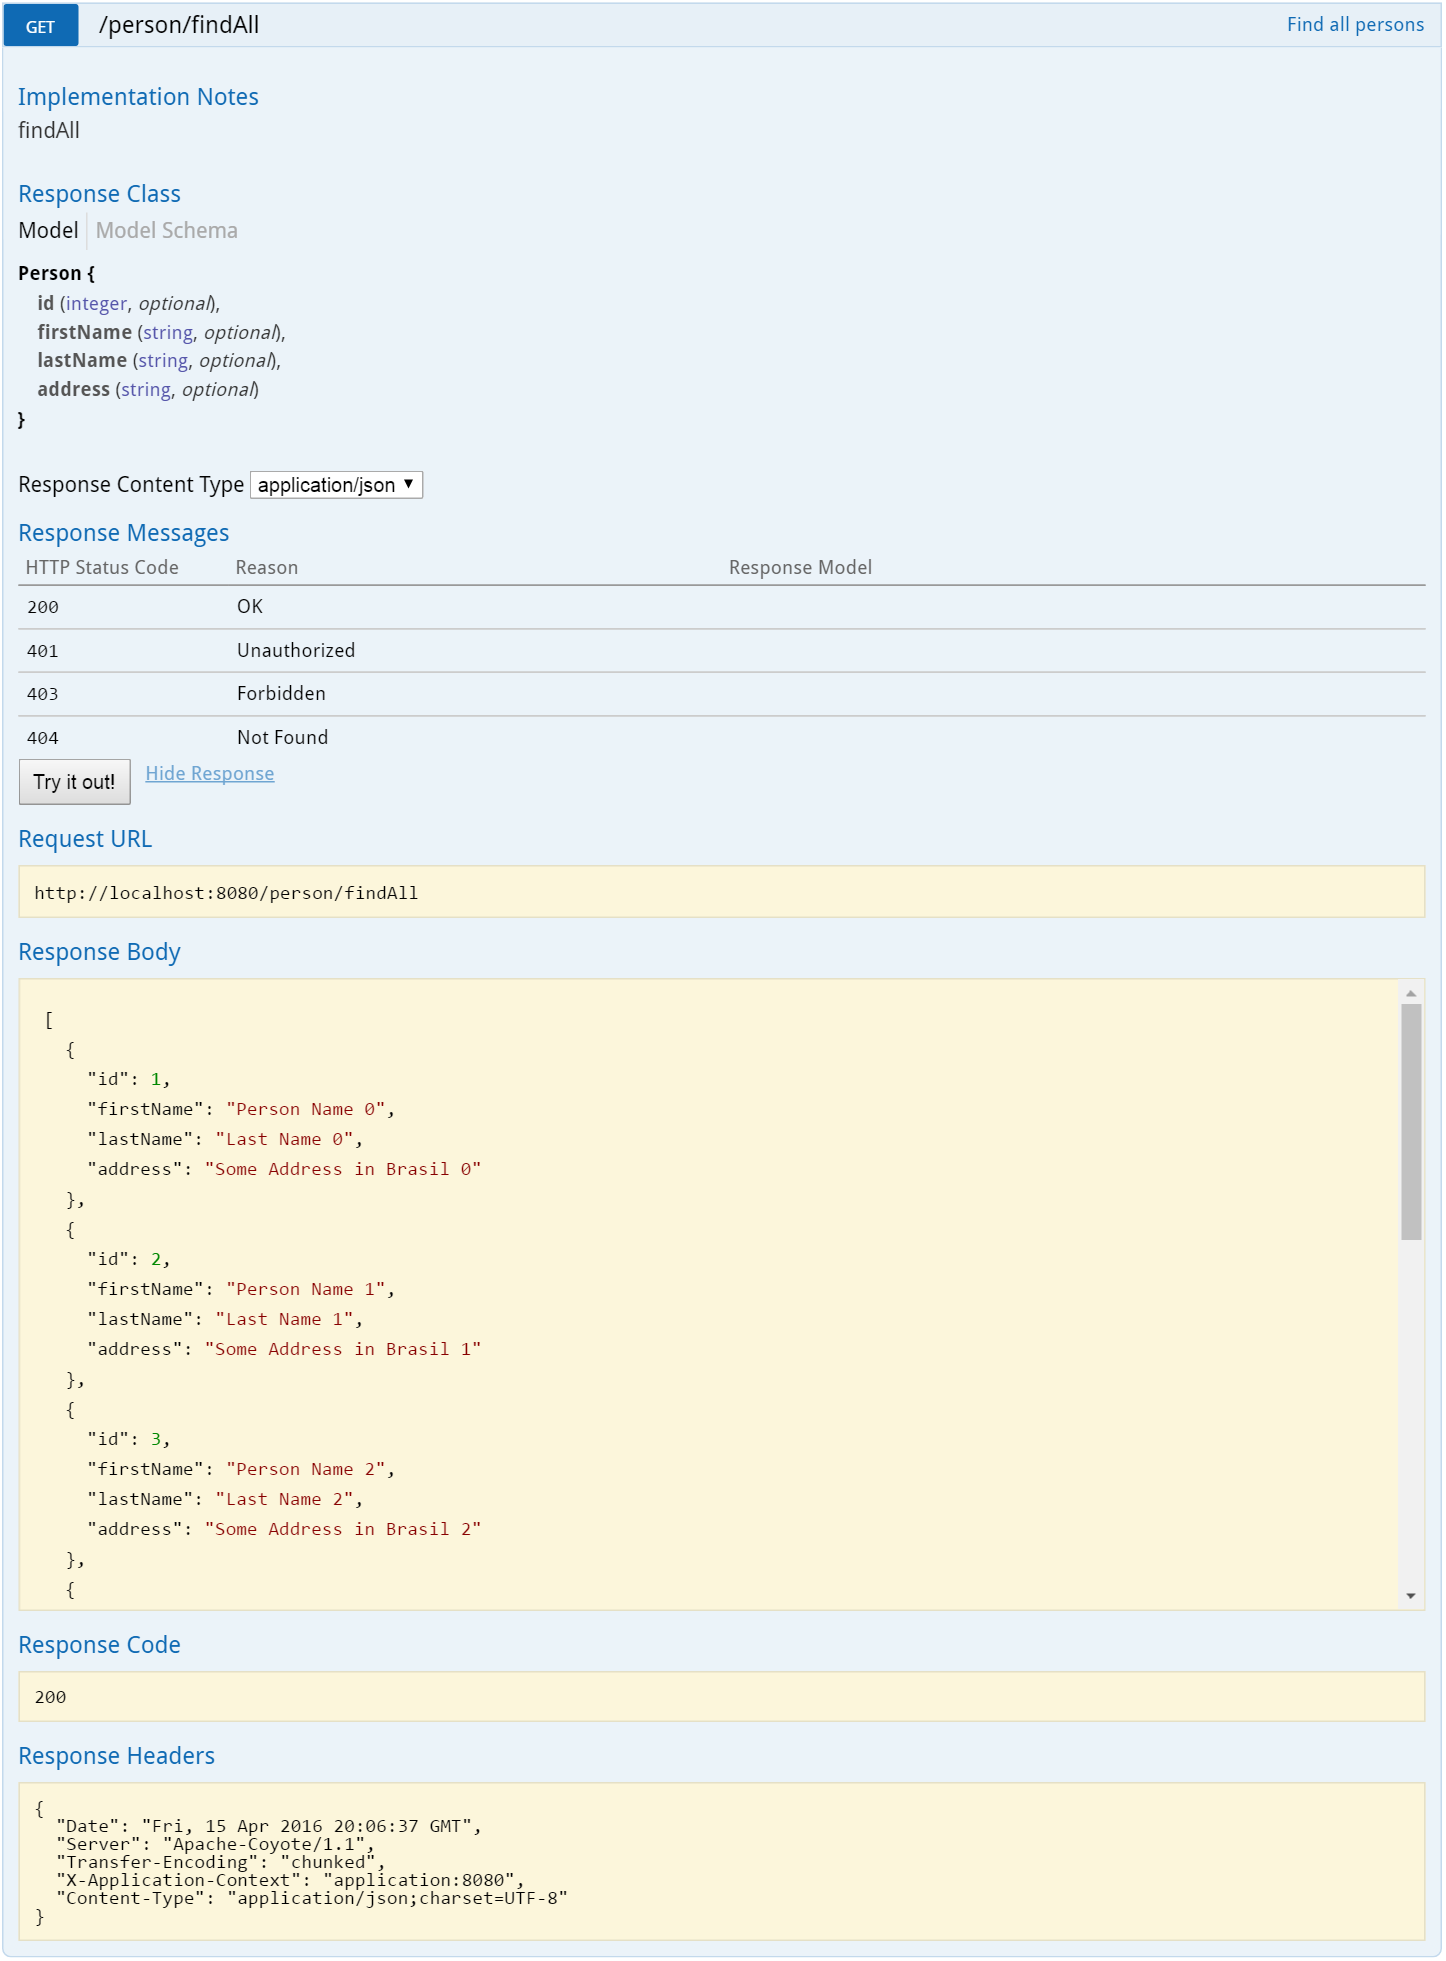 GET /person/findAll Find all persons
Implementation Notes
findAll
Response Class
Model Model Schema
Person {
id (integer, optional),
firstName (string, optional),
lastName (string, optional),
address (string, optional)
}
Response Content Type application/json
Response Messages
HTTP Status Code Reason Response Model
200 OK
401 Unauthorized
403 Forbidden
404 Not Found
Try it out! Hide Response
Request URL
http://localhost:8080/person/findAll
Response Body
[
  {
    "id": 1,
    "firstName": "Person Name 0",
    "lastName": "Last Name 0",
    "address": "Some Address in Brasil 0"
  },
  {
    "id": 2,
    "firstName": "Person Name 1",
    "lastName": "Last Name 1",
    "address": "Some Address in Brasil 1"
  },
  {
    "id": 3,
    "firstName": "Person Name 2",
    "lastName": "Last Name 2",
    "address": "Some Address in Brasil 2"
  },
  {
Response Code
200
Response Headers
{
  "Date": "Fri, 15 Apr 2016 20:06:37 GMT",
  "Server": "Apache-Coyote/1.1",
  "Transfer-Encoding": "chunked",
  "X-Application-Context": "application:8080",
  "Content-Type": "application/json;charset=UTF-8"
}